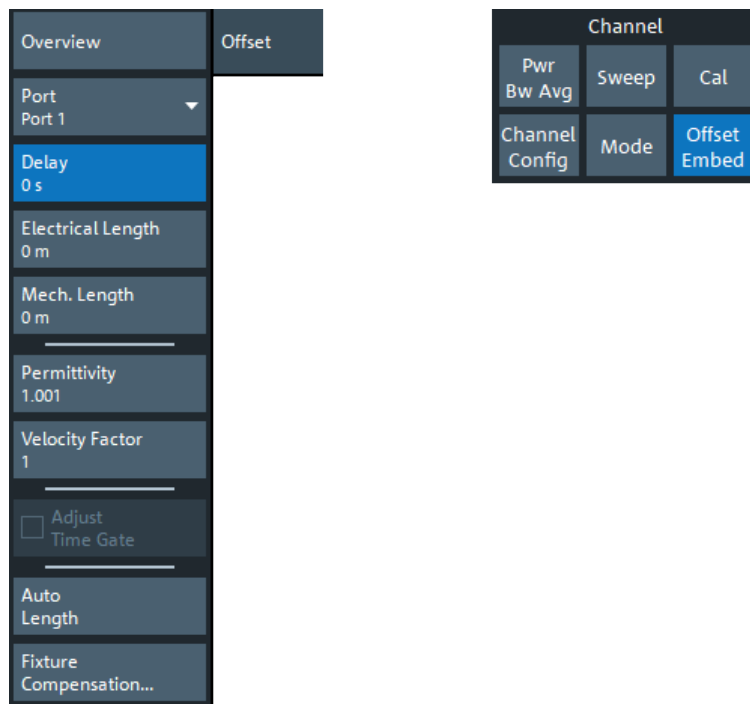 Overview
Offset
Port
Port 1
Delay
0 s
Electrical Length
0 m
Mech. Length
0 m
Permittivity
1.001
Velocity Factor
1
Adjust
Time Gate
Auto
Length
Fixture
Compensation...
Channel
Pwr
Bw Avg
Sweep
Cal
Channel
Config
Mode
Offset
Embed